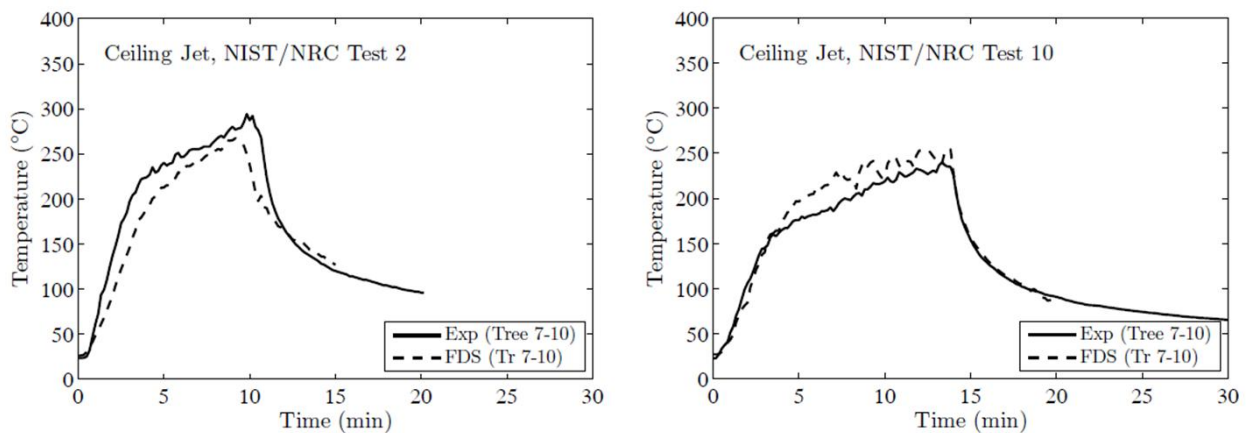 400
350
300
250
200
150
100
50
0
Temperature (°C)
Ceiling Jet, NIST/NRC Test 2
Exp (Tree 7-10)
FDS (Tr 7-10)
0 5 10 15 20 25 30
Time (min)
400
350
300
250
200
150
100
50
0
Temperature (°C)
Ceiling Jet, NIST/NRC Test 10
Exp (Tree 7-10)
FDS (Tr 7-10)
0 5 10 15 20 25 30
Time (min)